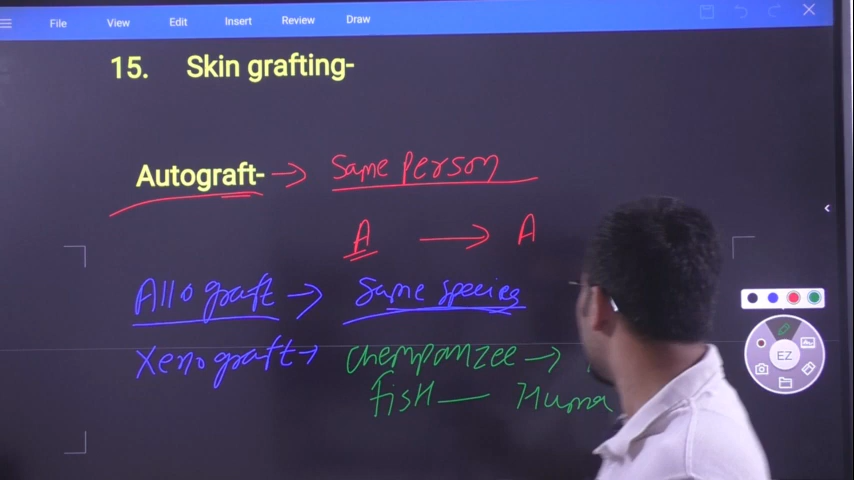 File View Edit Insert Review Draw
15. Skin grafting-
Autograft- → Same Person
A → A
Allograft → Same species
Xenograft → Chempanzee →
fish — Huma
EZ